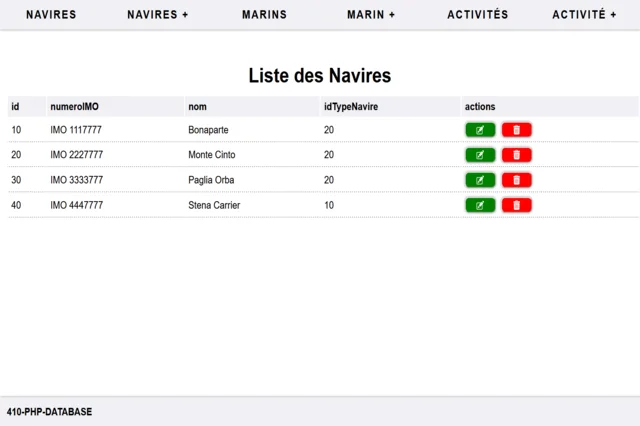 NAVIRES NAVIRES + MARINS MARIN + ACTIVITÉS ACTIVITÉ +
Liste des Navires
id numeroIMO nom idTypeNavire actions
10 IMO 1117777 Bonaparte 20
20 IMO 2227777 Monte Cinto 20
30 IMO 3333777 Paglia Orba 20
40 IMO 4447777 Stena Carrier 10
410-PHP-DATABASE